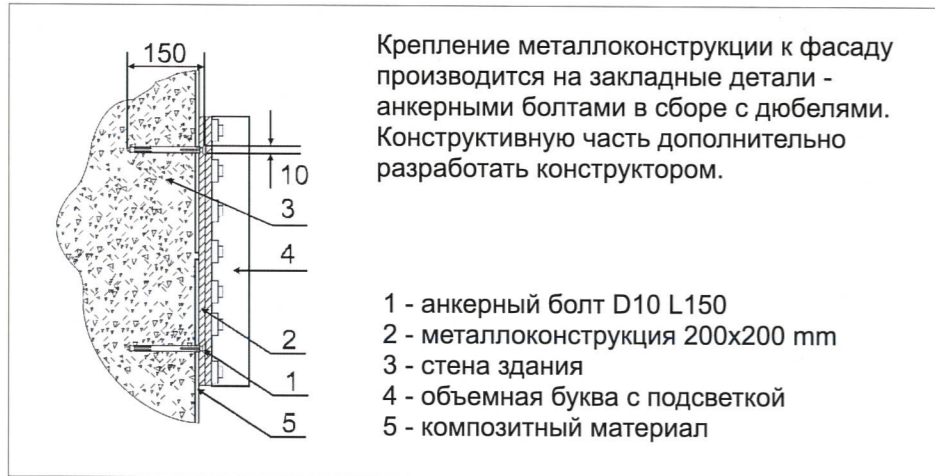 150
10
3
4
2
1
5
Крепление металлоконструкции к фасаду
производится на закладные детали -
анкерными болтами в сборе с дюбелями.
Конструктивную часть дополнительно
разработать конструктором.
1 - анкерный болт D10 L150
2 - металлоконструкция 200х200 mm
3 - стена здания
4 - объемная буква с подсветкой
5 - композитный материал